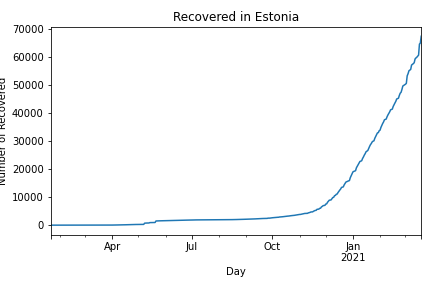 Recovered in Estonia
Number of Recovered
70000
60000
50000
40000
30000
20000
10000
0
Apr
Jul
Oct
Jan
2021
Day